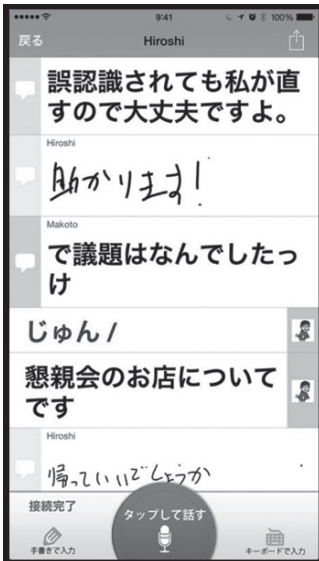 9:41
100%
戻る
Hiroshi
誤認識されても私が直
すので大丈夫ですよ。
Hiroshi
助かります!
Makoto
で議題はなんでしたっ
け
じゅん/
懇親会のお店について
です
Hiroshi
帰っていいでしょうか
接続完了
タップして話す
手書きで入力
キーボードで入力